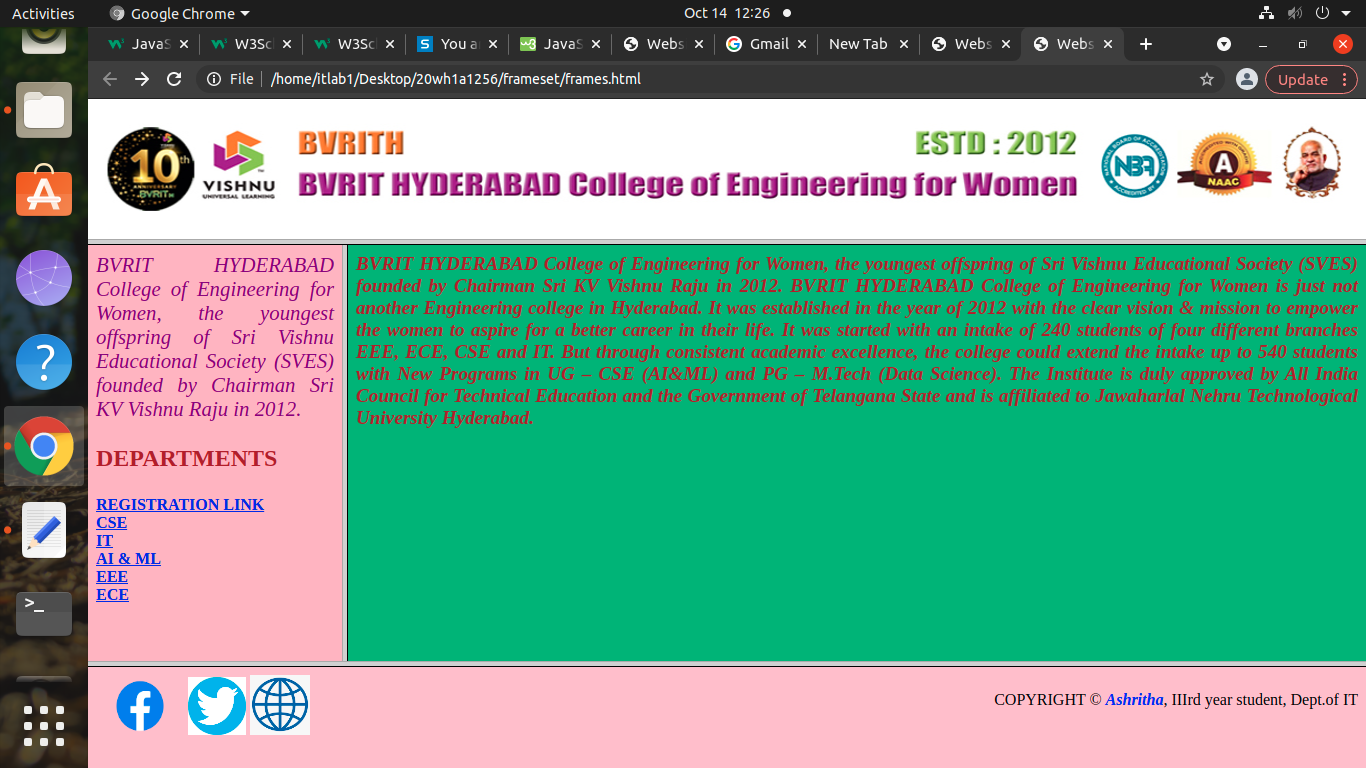 Activities Google Chrome Oct 14 12:26
JavaS W3Sc W3Sc You a JavaS Webs Gmail New Tab Webs Webs
File /home/itlab1/Desktop/20wh1a1256/frameset/frames.html Update
10th ANNIVERSARY BVRITH
VISHNU
UNIVERSAL LEARNING
BVRITH ESTD : 2012
BVRIT HYDERABAD College of Engineering for Women
NATIONAL BOARD OF ACCREDITATION
NBA
ACCREDITED BY
A
NAAC
BVRIT HYDERABAD
College of Engineering for
Women, the youngest
offspring of Sri Vishnu
Educational Society (SVES)
founded by Chairman Sri
KV Vishnu Raju in 2012.
DEPARTMENTS
REGISTRATION LINK
CSE
IT
AI & ML
EEE
ECE
BVRIT HYDERABAD College of Engineering for Women, the youngest offspring of Sri Vishnu Educational Society (SVES)
founded by Chairman Sri KV Vishnu Raju in 2012. BVRIT HYDERABAD College of Engineering for Women is just not
another Engineering college in Hyderabad. It was established in the year of 2012 with the clear vision & mission to empower
the women to aspire for a better career in their life. It was started with an intake of 240 students of four different branches
EEE, ECE, CSE and IT. But through consistent academic excellence, the college could extend the intake up to 540 students
with New Programs in UG – CSE (AI&ML) and PG – M.Tech (Data Science). The Institute is duly approved by All India
Council for Technical Education and the Government of Telangana State and is affiliated to Jawaharlal Nehru Technological
University Hyderabad.
COPYRIGHT © Ashritha, IIIrd year student, Dept.of IT